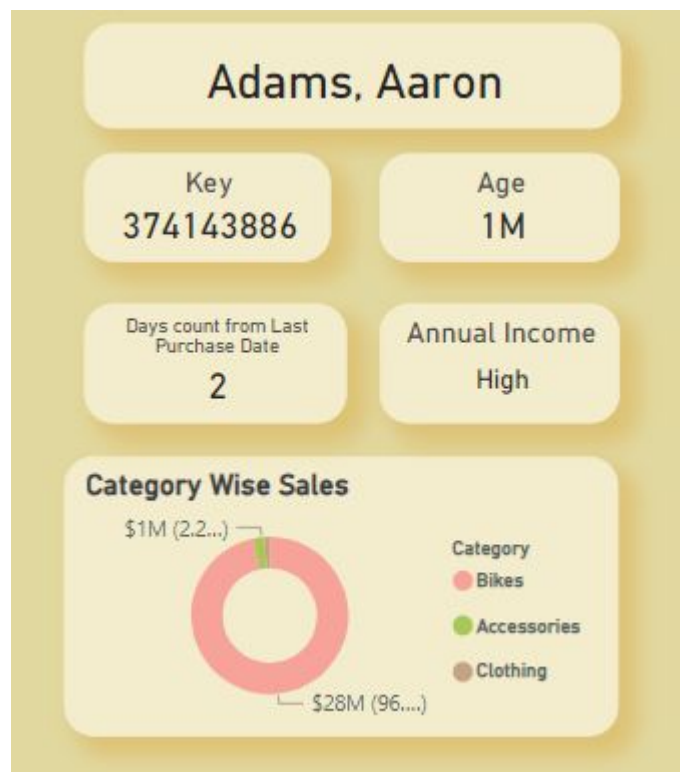 Adams, Aaron
Key
374143886
Age
1M
Days count from Last
Purchase Date
2
Annual Income
High
Category Wise Sales
$1M (2.2...)
$28M (96....)
Category
Bikes
Accessories
Clothing